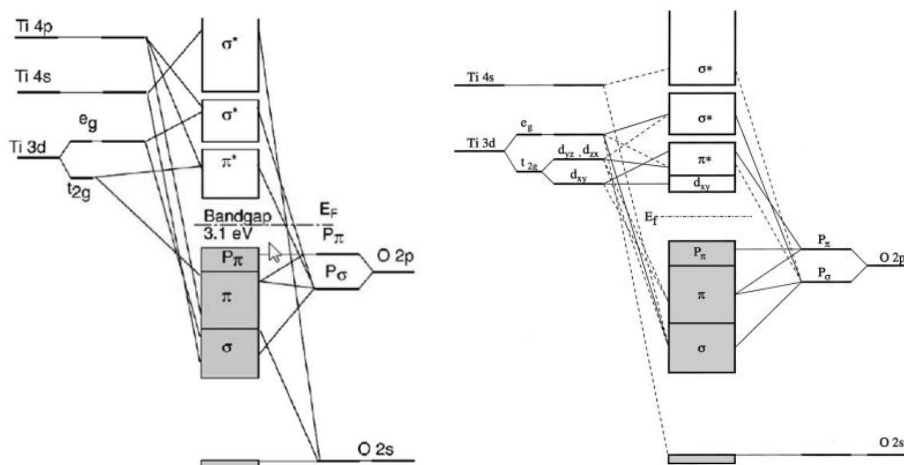 Ti 4p
σ*
Ti 4s
σ*
e_g
Ti 3d
π*
t_2g
Bandgap
3.1 eV
E_F
P_π
P_π
O 2p
P_σ
π
σ
O 2s
σ*
Ti 4s
σ*
e_g
Ti 3d
d_yz , d_zx
π*
t_2g
d_xy
d_xy
E_f
P_π
P_π
O 2p
P_σ
π
σ
O 2s